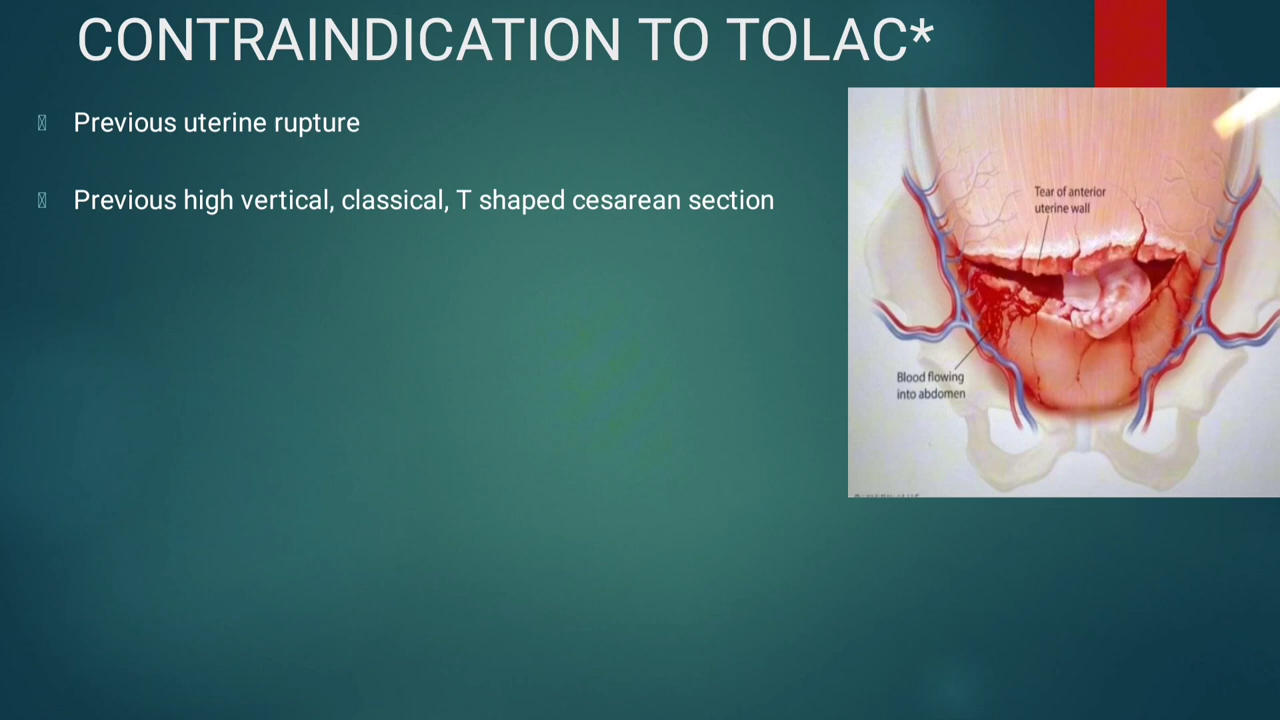 CONTRAINDICATION TO TOLAC*
Previous uterine rupture
Previous high vertical, classical, T shaped cesarean section
Tear of anterior
uterine wall
Blood flowing
into abdomen